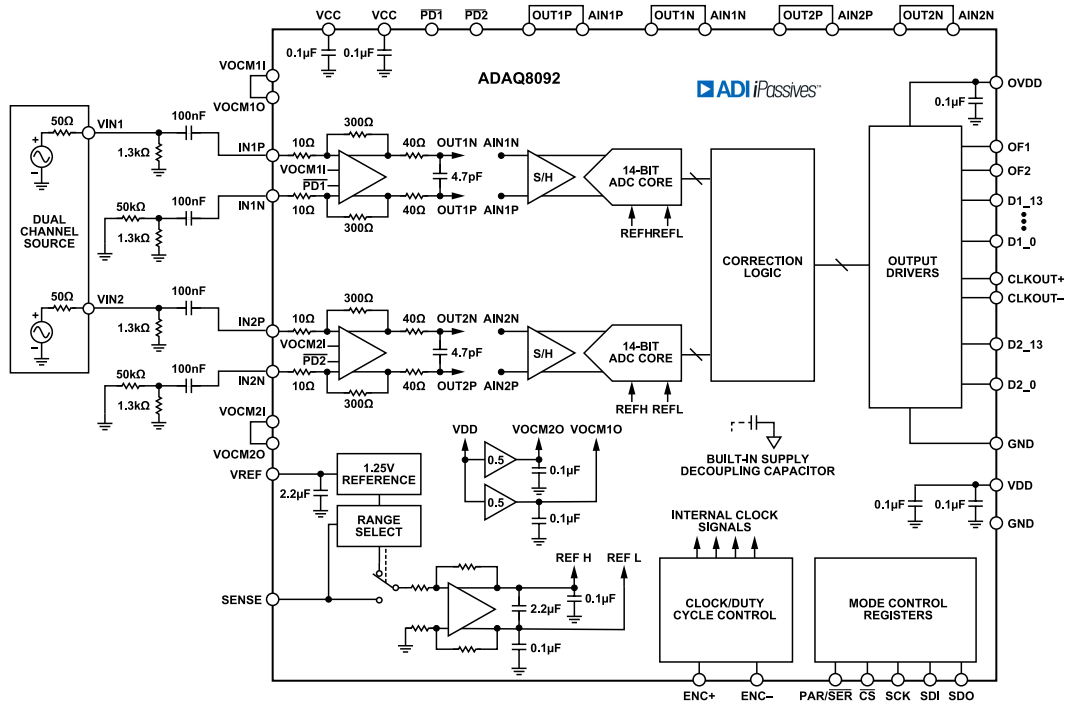 VCC VCC PD1 PD2 OUT1P AIN1P OUT1N AIN1N OUT2P AIN2P OUT2N AIN2N
0.1µF 0.1µF
ADAQ8092
ADI iPassives™
OVDD
0.1µF
VOCM1I
VOCM1O
50Ω VIN1 100nF
+
–
1.3kΩ
IN1P
10Ω 300Ω 40Ω OUT1N AIN1N
VOCM1I
PD1
4.7pF
S/H
14-BIT
ADC CORE
10Ω 300Ω 40Ω OUT1P AIN1P
REFH REFL
50kΩ 100nF IN1N
1.3kΩ
DUAL
CHANNEL
SOURCE
CORRECTION
LOGIC
OUTPUT
DRIVERS
OF1
OF2
D1_13
D1_0
CLKOUT+
CLKOUT–
D2_13
D2_0
GND
50Ω VIN2 100nF
+
–
1.3kΩ
IN2P
10Ω 300Ω 40Ω OUT2N AIN2N
VOCM2I
PD2
4.7pF
S/H
14-BIT
ADC CORE
10Ω 300Ω 40Ω OUT2P AIN2P
REFH REFL
50kΩ 100nF IN2N
1.3kΩ
VOCM2I
VOCM2O
VREF
2.2µF
1.25V
REFERENCE
RANGE
SELECT
SENSE
VDD VOCM2O VOCM1O
0.5
0.1µF
0.5
0.1µF
BUILT-IN SUPPLY
DECOUPLING CAPACITOR
VDD
0.1µF 0.1µF
GND
REF H REF L
0.1µF
2.2µF
0.1µF
INTERNAL CLOCK
SIGNALS
CLOCK/DUTY
CYCLE CONTROL
MODE CONTROL
REGISTERS
ENC+ ENC– PAR/SER CS SCK SDI SDO